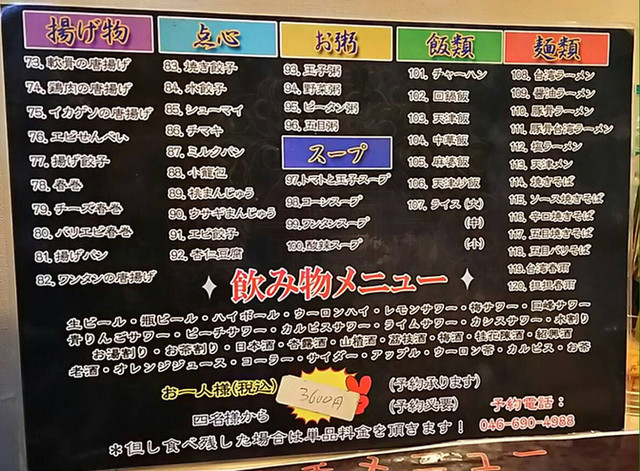 揚げ物
73. 軟骨の唐揚げ
74. 鶏肉の唐揚げ
75. イカゲンの唐揚げ
76. エビせんべい
77. 揚げ餃子
78. 春巻
79. チーズ春巻
80. パリエビ春巻
81. 揚げパン
82. ワンタンの唐揚げ
点心
83. 焼き餃子
84. 水餃子
85. シューマイ
86. チマキ
87. ミルクパン
88. 小籠包
89. 桃まんじゅう
90. ウサギまんじゅう
91. エビ餃子
92. 杏仁豆腐
お粥
93. 玉子粥
94. 野菜粥
95. ピータン粥
96. 五目粥
スープ
97. トマトと玉子スープ
98. コーンスープ
99. ワンタンスープ
100. 酸辣スープ
飯類
101. チャーハン
102. 回鍋飯
103. 天津飯
104. 中華飯
105. 麻婆飯
106. 天津炒飯
107. ライス (大)
(中)
(小)
麺類
108. 台湾ラーメン
109. 醤油ラーメン
110. 豚骨ラーメン
111. 豚骨台湾ラーメン
112. 塩ラーメン
113. 天津メン
114. 焼きそば
115. ソース焼きそば
116. 辛口焼きそば
117. 五目焼きそば
118. 五目バリそば
119. 台湾春雨
120. 担担春雨
飲み物メニュー
生ビール・瓶ビール・ハイボール・ウーロンハイ・レモンサワー・梅サワー・巨峰サワー
青りんごサワー・ピーチサワー・カルピスサワー・ライムサワー・カシスサワー・水割り
お湯割り・お茶割り・日本酒・杏露酒・山楂酒・茘枝酒・梅酒・桂花陳酒・紹興酒
老酒・オレンジジュース・コーラー・サイダー・アップル・ウーロン茶・カルピス・お茶
お一人様(税込) 3600円 (予約承ります)
四名様から (予約必要)
予約電話:
046-690-4988
*但し食べ残した場合は単品料金を頂きます!